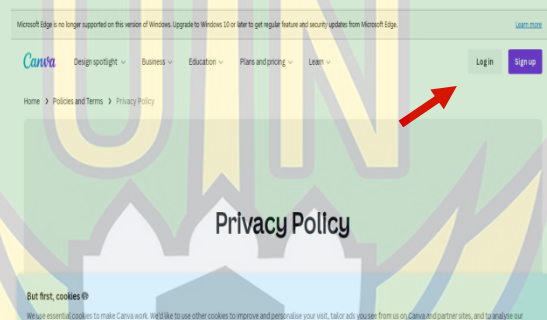 Microsoft Edge is no longer supported on this version of Windows. Upgrade to Windows 10 or later to get regular feature and security updates from Microsoft Edge. Learn more
Canva Design spotlight Business Education Plans and pricing Learn Log in Sign up
Home > Policies and Terms > Privacy Policy
UIN
Privacy Policy
But first, cookies
We use essential cookies to make Canva work. We'd like to use other cookies to improve and personalise your visit, tailor ads you see from us on Canva and partner sites, and to analyse our